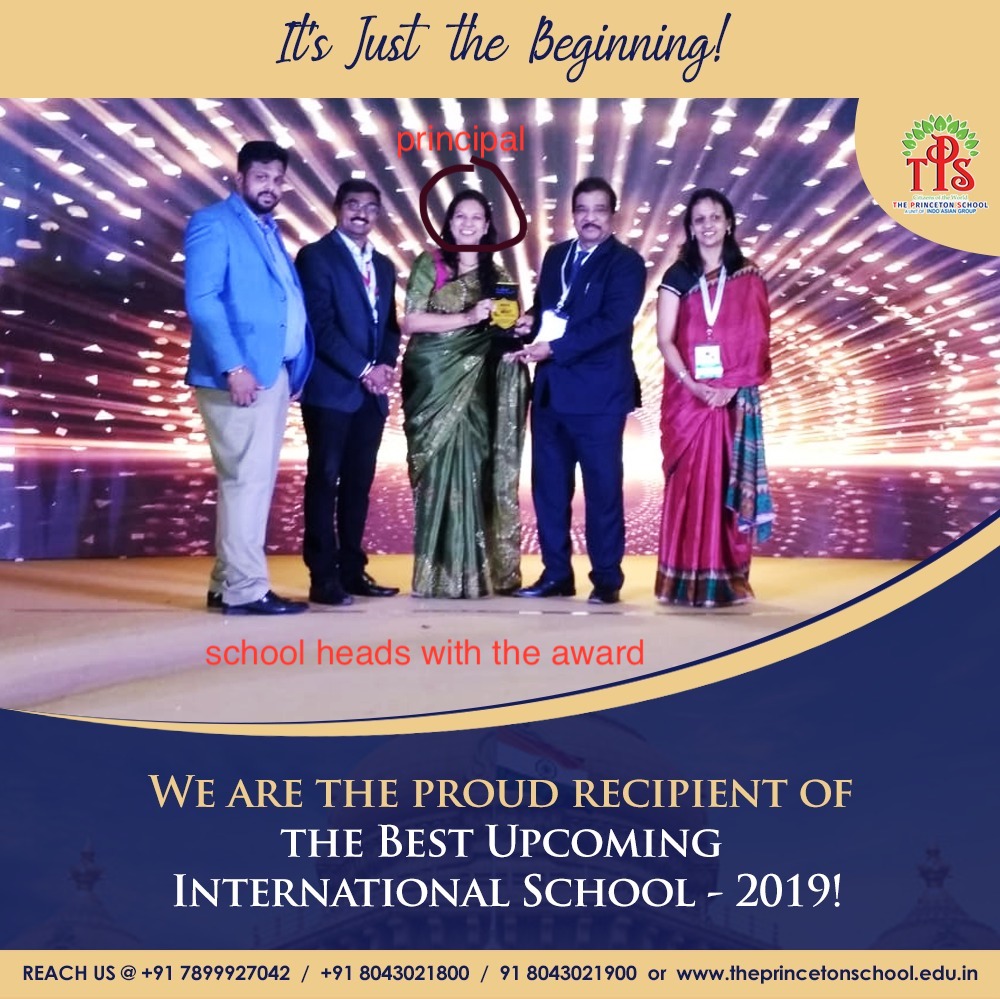 It's Just the Beginning!
principal
TPS
THE PRINCETON SCHOOL
A UNIT OF INDO ASIAN GROUP
school heads with the award
WE ARE THE PROUD RECIPIENT OF
THE BEST UPCOMING
INTERNATIONAL SCHOOL - 2019!
REACH US @ +91 7899927042 / +91 8043021800 / 91 8043021900 or www.theprincetonschool.edu.in